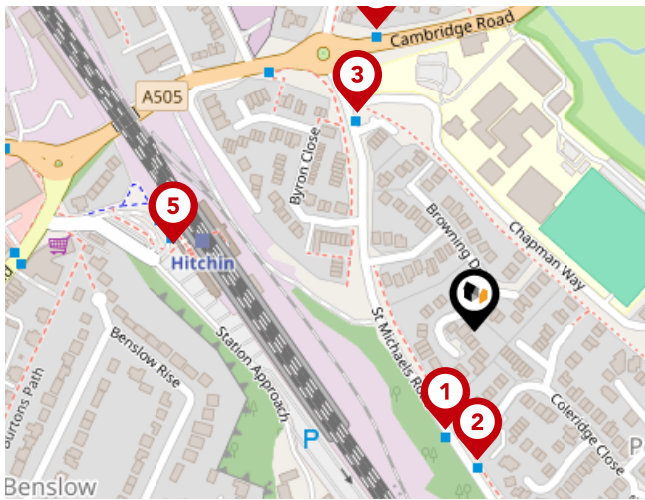 Cambridge Road
3
A505
Byron Close
5
Browning D
Chapman Way
Hitchin
St Michaels Ro
Station Approach
Benslow Rise
1
2
Coleridge Close
Burtons Path
P
P
Benslow
d